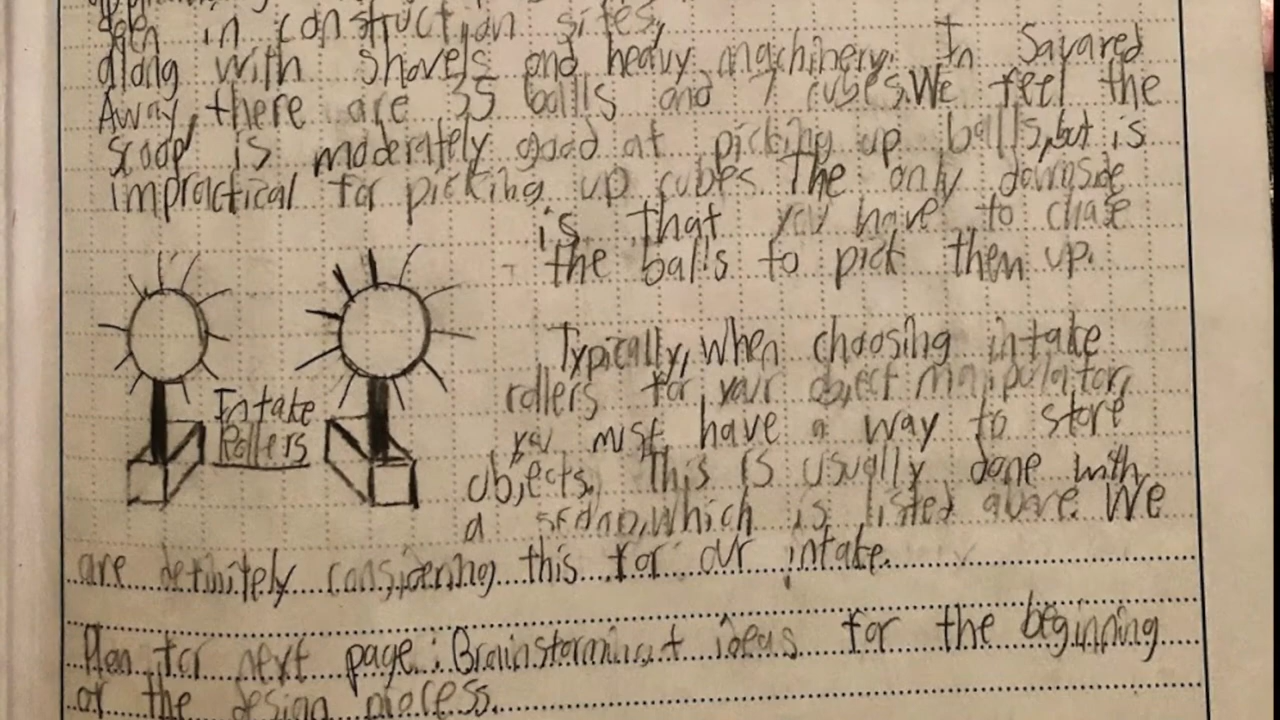 in construction sites,
along with shovels and heavy machinery. In Sqvared
Away, there are 35 balls and 7 cubes. We feel the
scoop is moderately good at picking up balls, but is
impractical for picking up cubes. The only downside
is that you have to chase
the balls to pick them up.
Intake
Rollers
Typically, when choosing intake
rollers for your object manipulator,
you must have a way to store
objects. This is usually done with
a scoop, which is listed above. We
are definitely considering this for our intake.
Plan for next page: Brainstorming ideas for the beginning
of the design process.